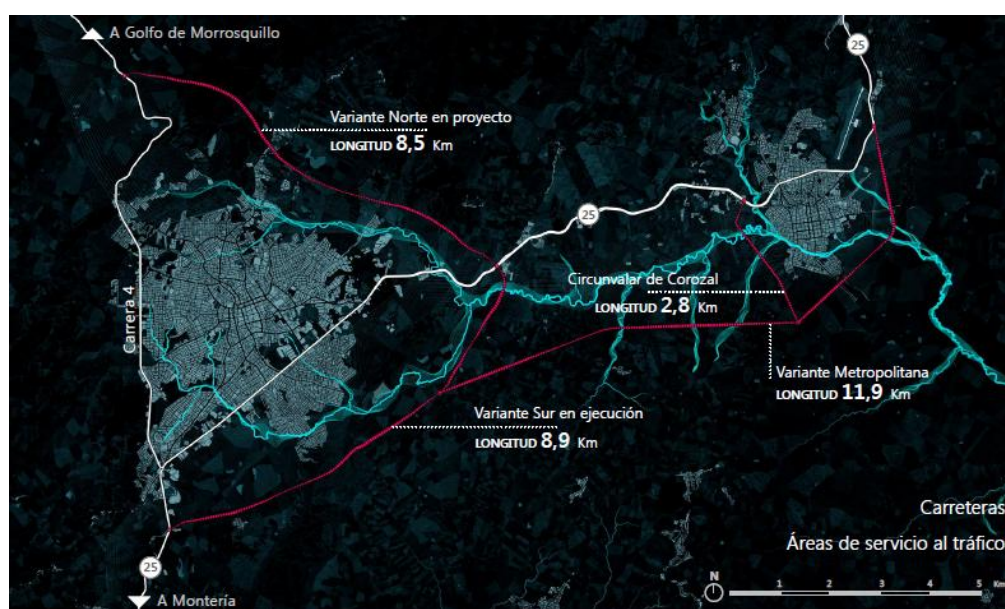 A Golfo de Morrosquillo
25
Variante Norte en proyecto
LONGITUD 8,5 Km
25
Circunvalar de Corozal
LONGITUD 2,8 Km
Carrera 4
Variante Metropolitana
LONGITUD 11,9 Km
Variante Sur en ejecución
LONGITUD 8,9 Km
Carreteras
Áreas de servicio al tráfico
25
A Montería
N
1 2 3 4 5 Km